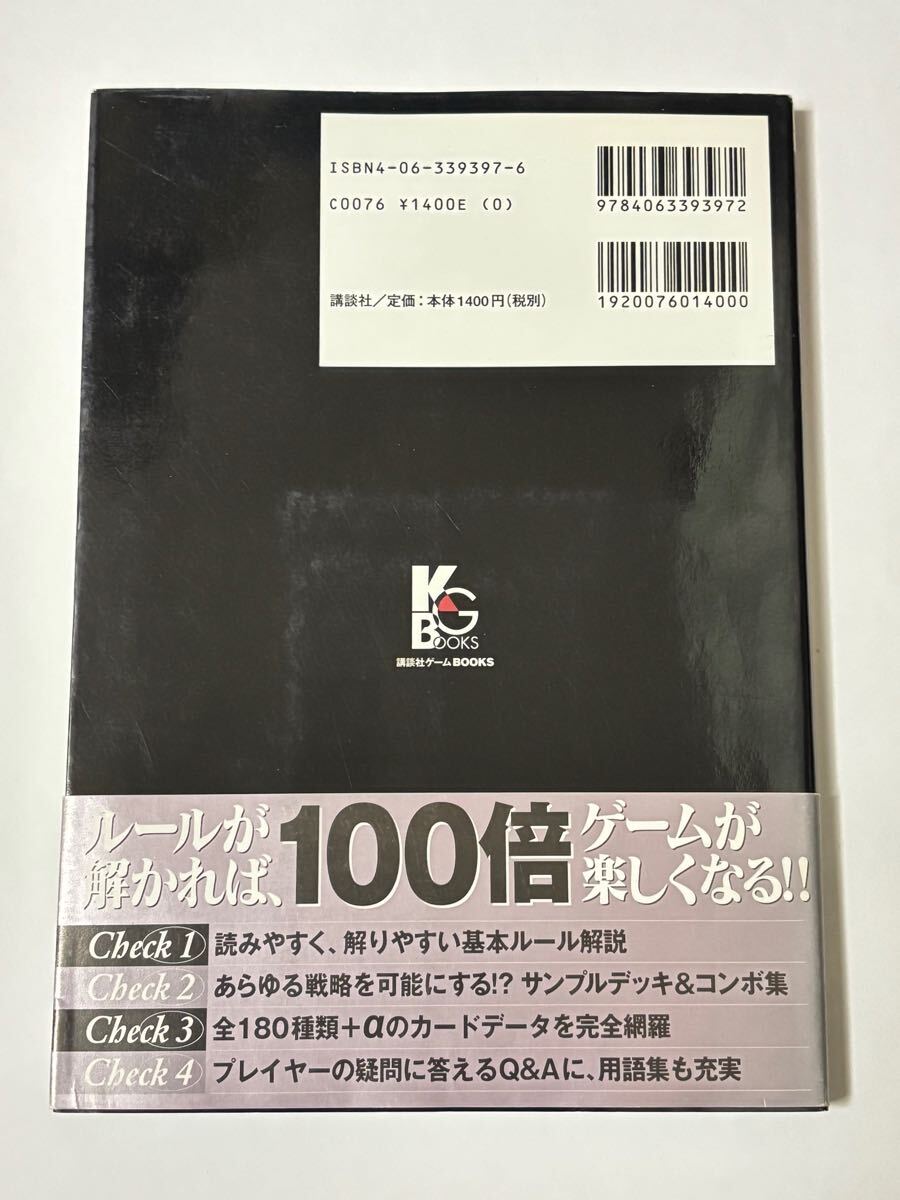 ISBN4-06-339397-6
C0076 ¥1400E (0)
9784063393972
講談社／定価：本体1400円（税別）
1920076014000
KG
BOOKS
講談社ゲームBOOKS
ルールが解かれば、100倍ゲームが楽しくなる!!
Check 1 読みやすく、解りやすい基本ルール解説
Check 2 あらゆる戦略を可能にする!? サンプルデッキ&コンボ集
Check 3 全180種類+αのカードデータを完全網羅
Check 4 プレイヤーの疑問に答えるQ&Aに、用語集も充実